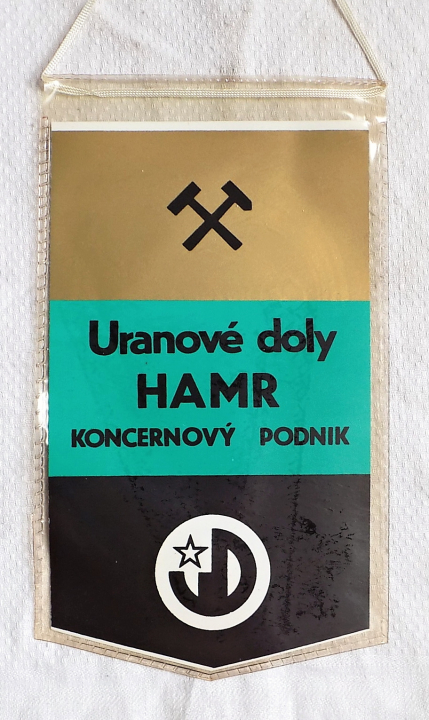 Uranové doly
HAMR
KONCERNOVÝ PODNIK